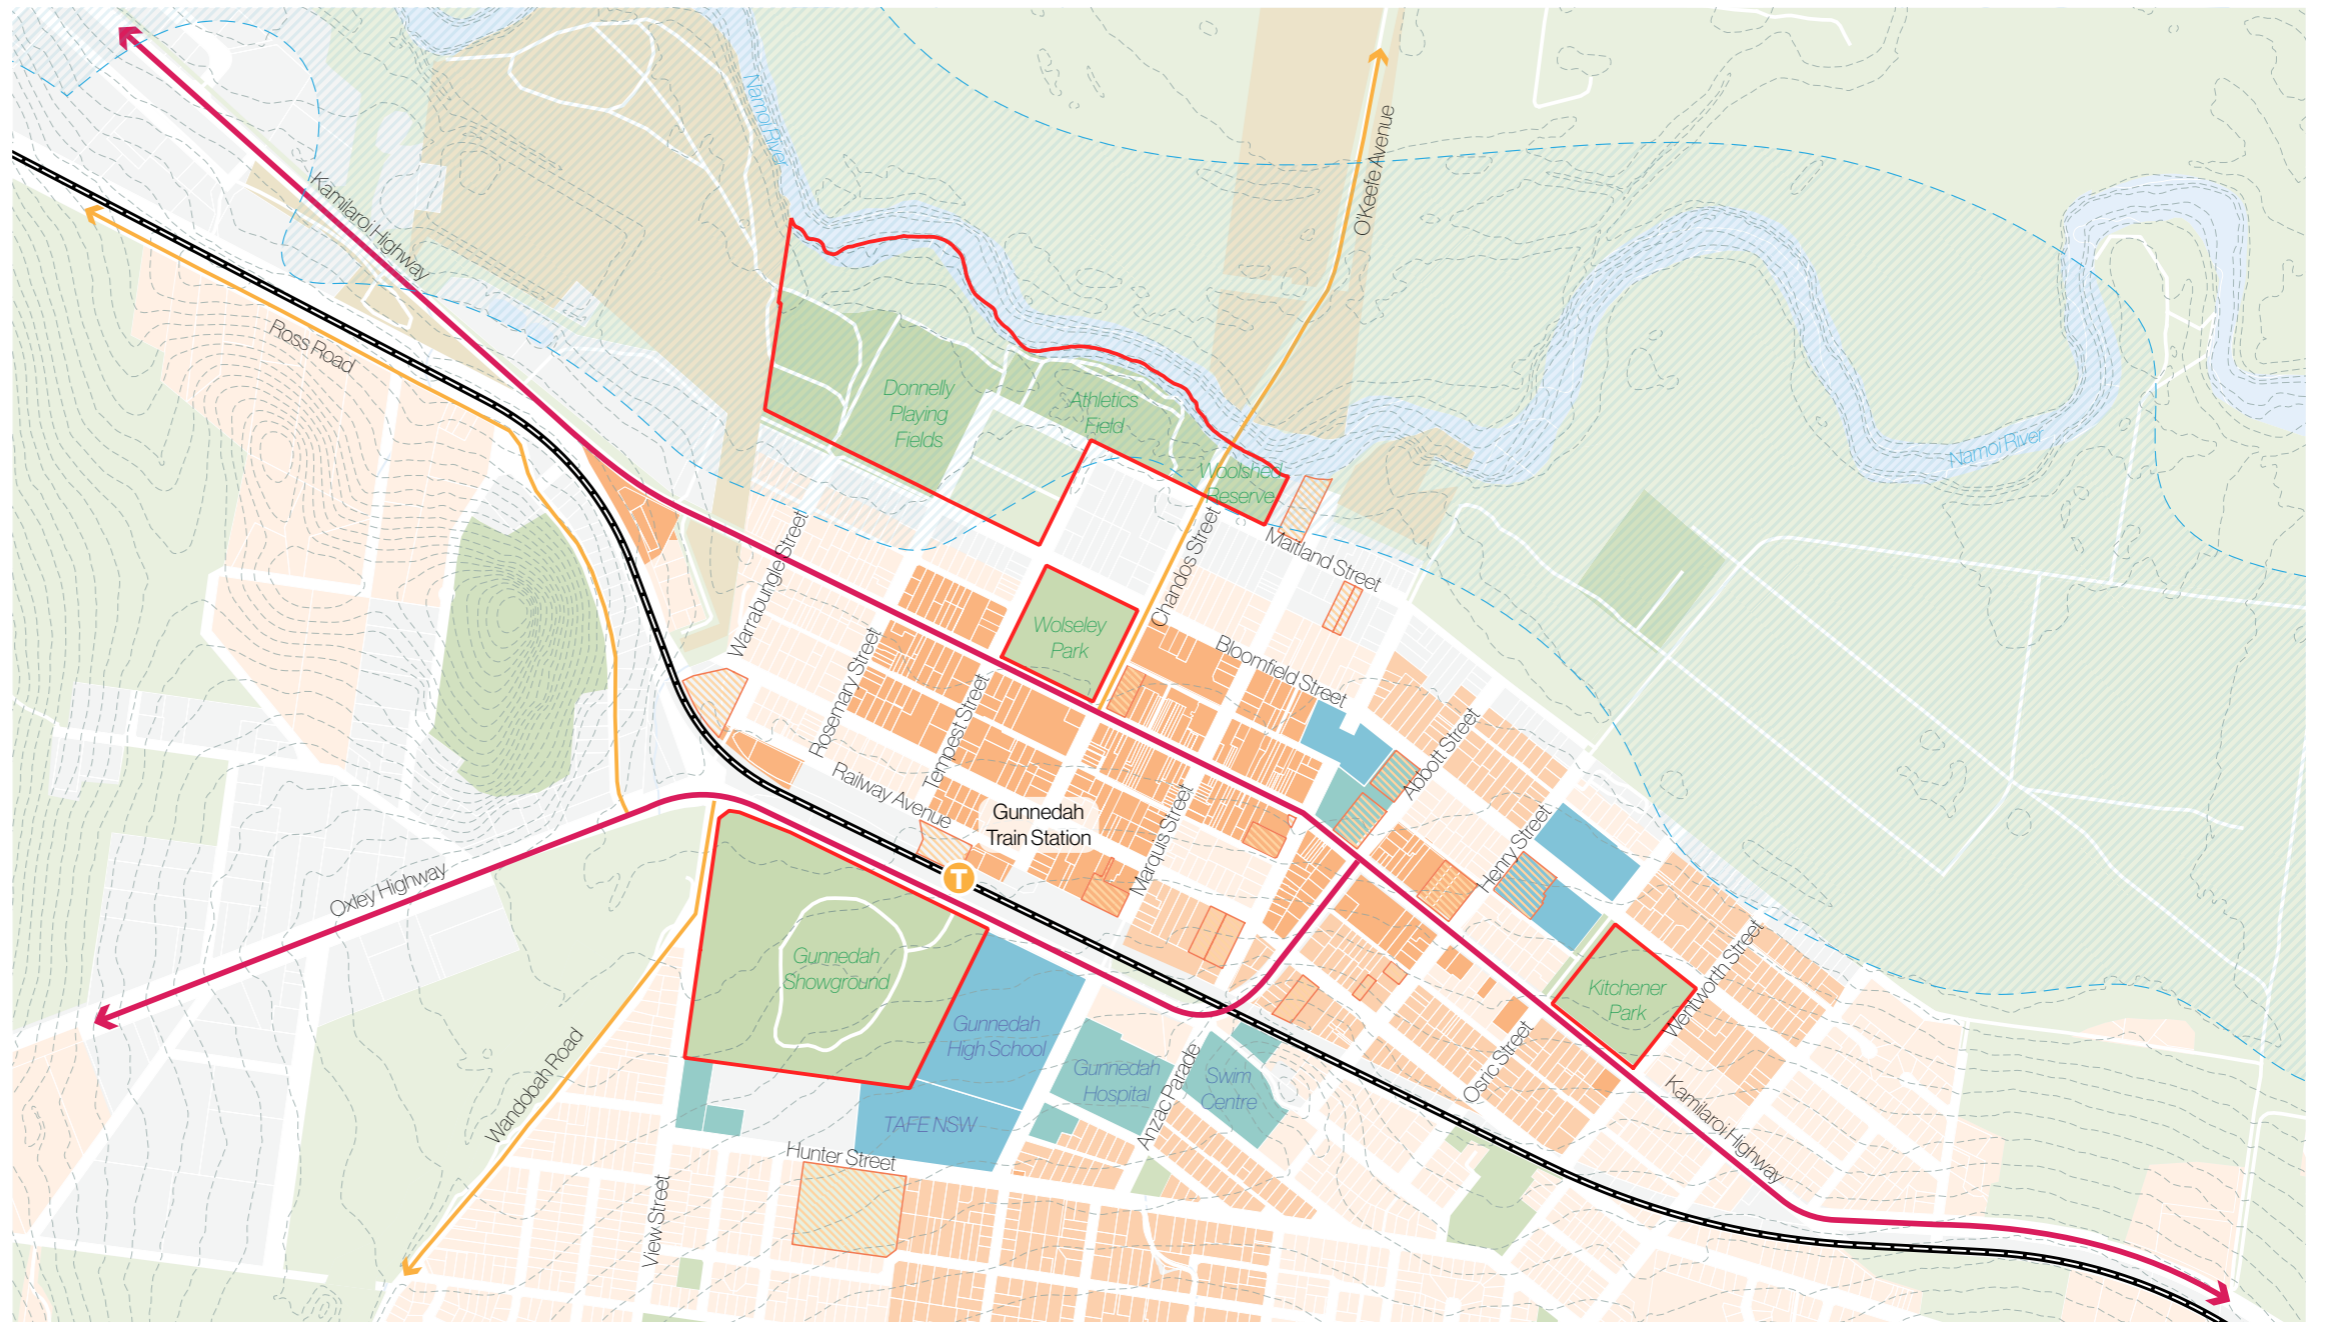 Namoi River
O'Keefe Avenue
Kamilaroi Highway
Ross Road
Donnelly
Playing
Fields
Athletics
Field
Woolshed
Reserve
Namoi River
Maitland Street
Warrabungle Street
Chandos Street
Wolseley
Park
Bloomfield Street
Rosemary Street
Tempest Street
Abbott Street
Railway Avenue
Gunnedah
Train Station
Marquis Street
Henry Street
T
Oxley Highway
Gunnedah
Showground
Kitchener
Park
Wentworth Street
Gunnedah
High School
Wandobah Road
Gunnedah
Hospital
Anzac Parade
Swim
Centre
Osric Street
Kamilaroi Highway
TAFE NSW
Hunter Street
View Street